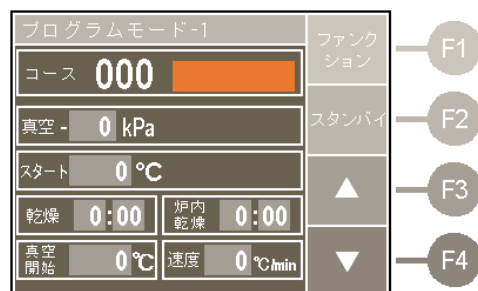 プログラムモード-1
ファンク
ション
F1
コース 000
真空 - 0 kPa
スタンバイ
F2
スタート 0 ℃
▲
F3
乾燥 0:00
炉内
乾燥 0:00
真空
開始 0℃
速度 0 ℃/min
▼
F4